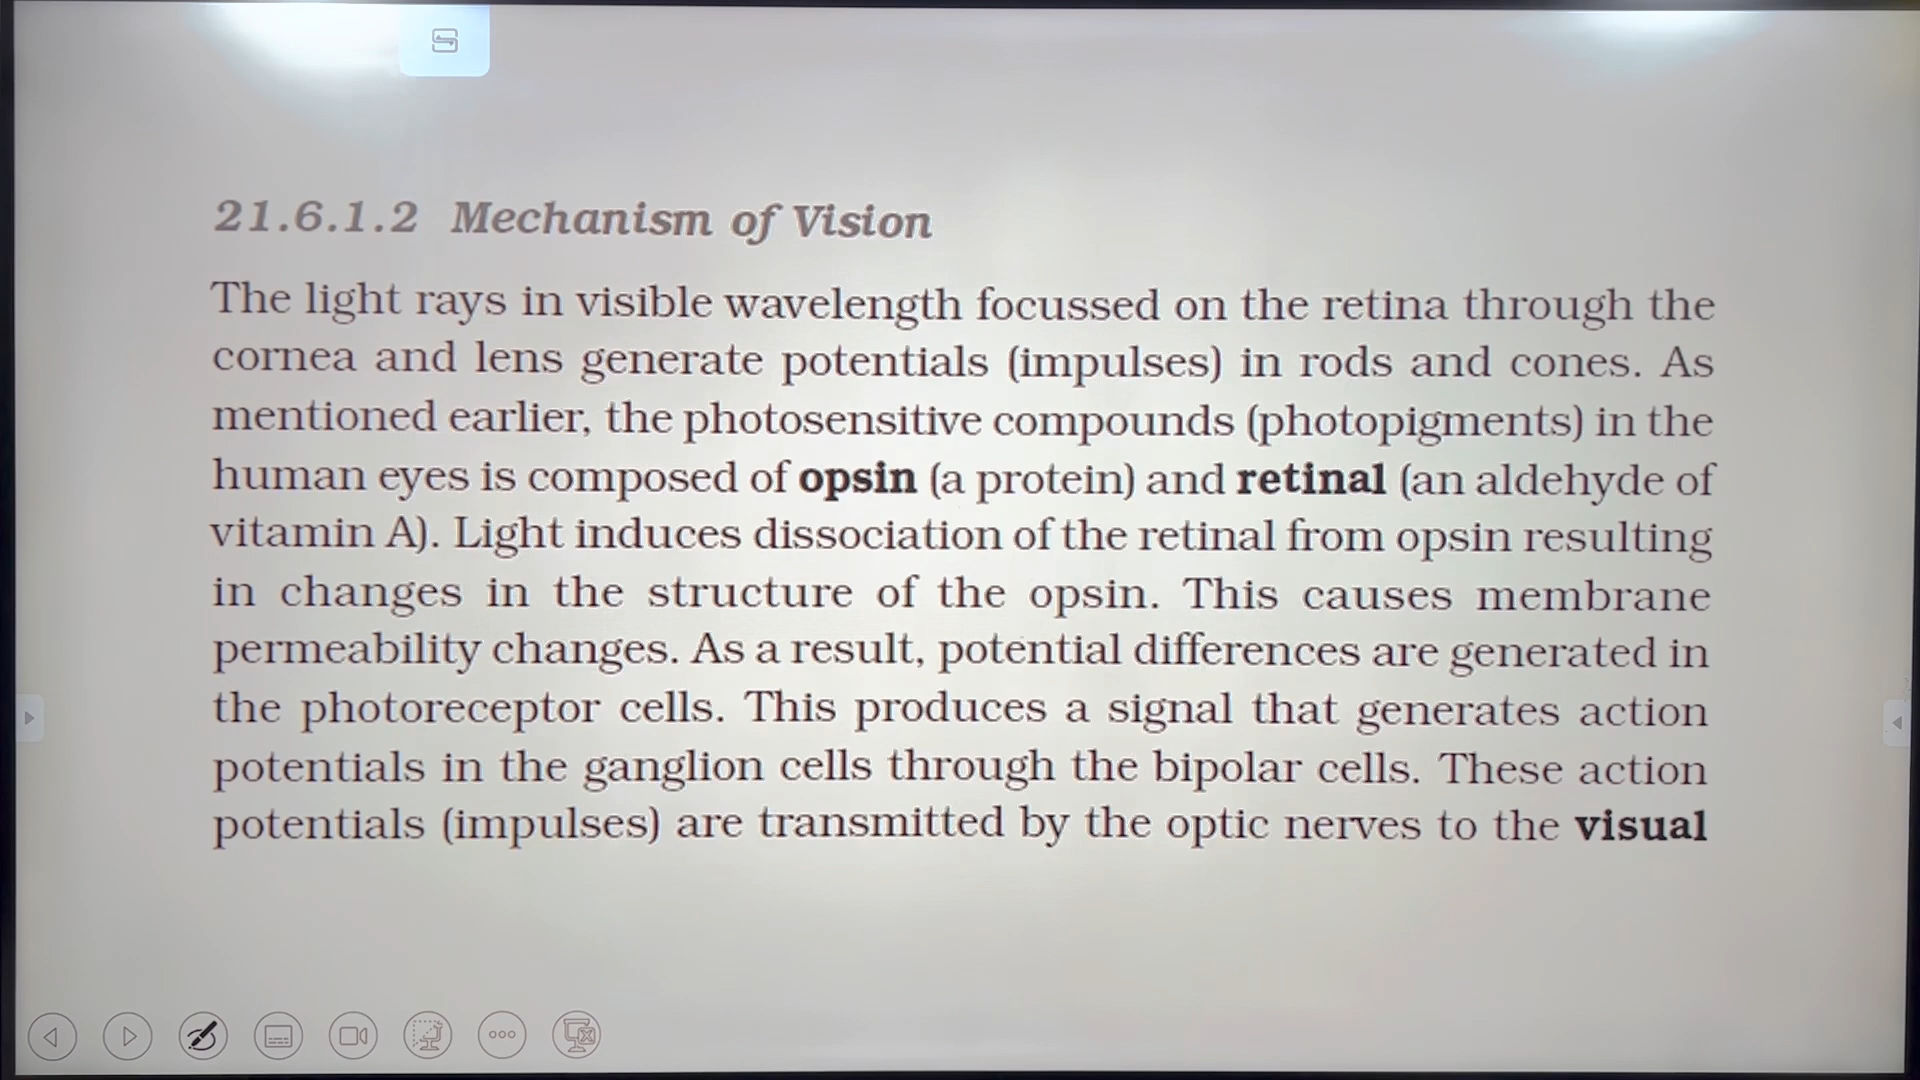 21.6.1.2 Mechanism of Vision
The light rays in visible wavelength focussed on the retina through the
cornea and lens generate potentials (impulses) in rods and cones. As
mentioned earlier, the photosensitive compounds (photopigments) in the
human eyes is composed of opsin (a protein) and retinal (an aldehyde of
vitamin A). Light induces dissociation of the retinal from opsin resulting
in changes in the structure of the opsin. This causes membrane
permeability changes. As a result, potential differences are generated in
the photoreceptor cells. This produces a signal that generates action
potentials in the ganglion cells through the bipolar cells. These action
potentials (impulses) are transmitted by the optic nerves to the visual